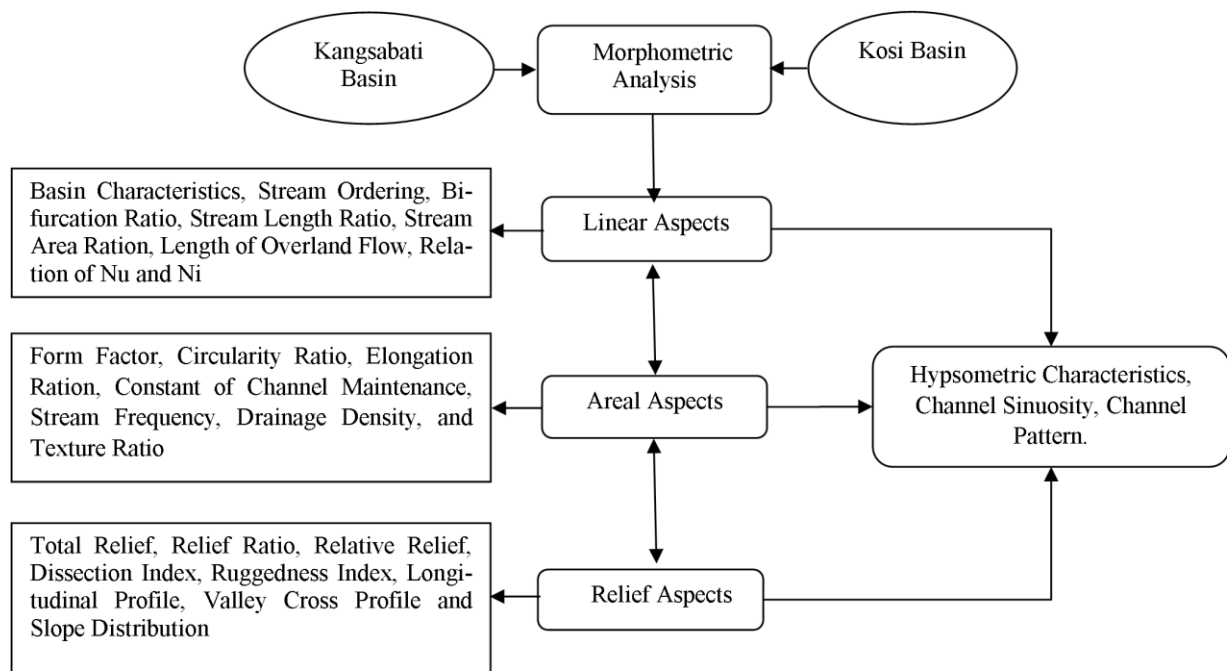 Kangsabati
Basin
Morphometric
Analysis
Kosi Basin
Basin Characteristics, Stream Ordering, Bi-
furcation Ratio, Stream Length Ratio, Stream
Area Ration, Length of Overland Flow, Rela-
tion of Nu and Ni
Linear Aspects
Form Factor, Circularity Ratio, Elongation
Ration, Constant of Channel Maintenance,
Stream Frequency, Drainage Density, and
Texture Ratio
Areal Aspects
Hypsometric Characteristics,
Channel Sinuosity, Channel
Pattern.
Total Relief, Relief Ratio, Relative Relief,
Dissection Index, Ruggedness Index, Longi-
tudinal Profile, Valley Cross Profile and
Slope Distribution
Relief Aspects